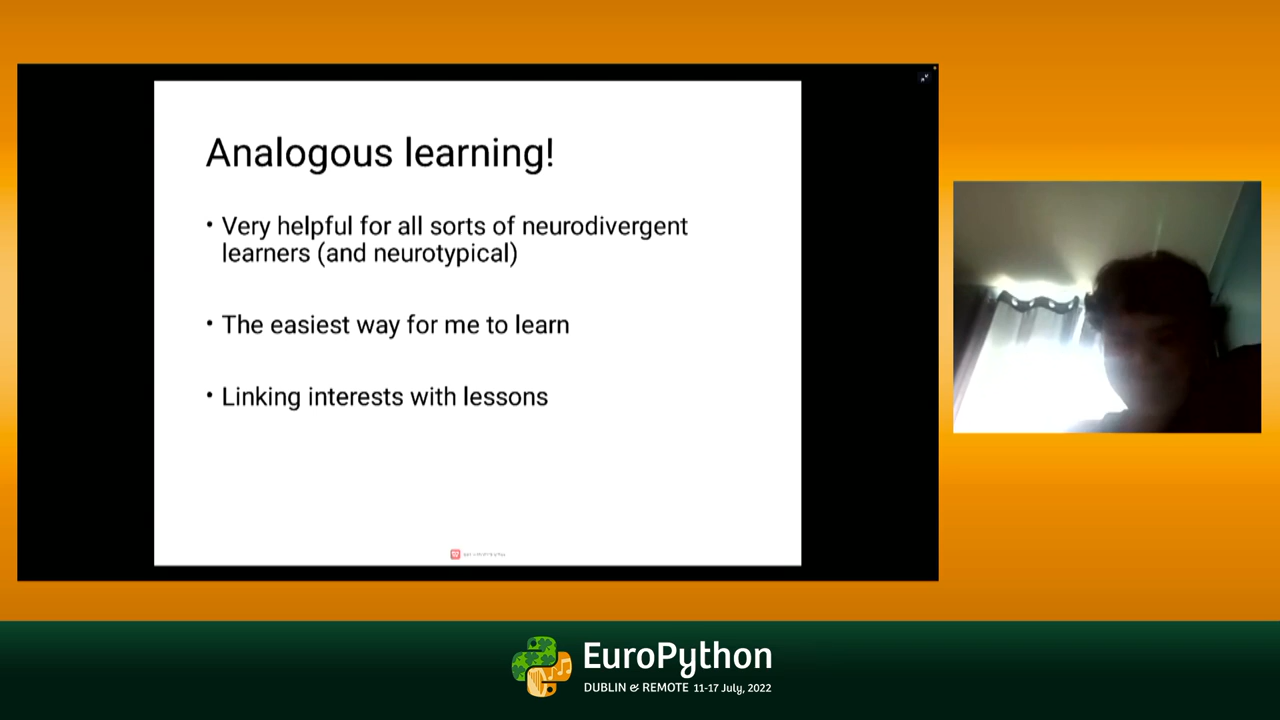 Analogous learning!
• Very helpful for all sorts of neurodivergent
learners (and neurotypical)
• The easiest way for me to learn
• Linking interests with lessons
EuroPython
DUBLIN & REMOTE 11-17 July, 2022